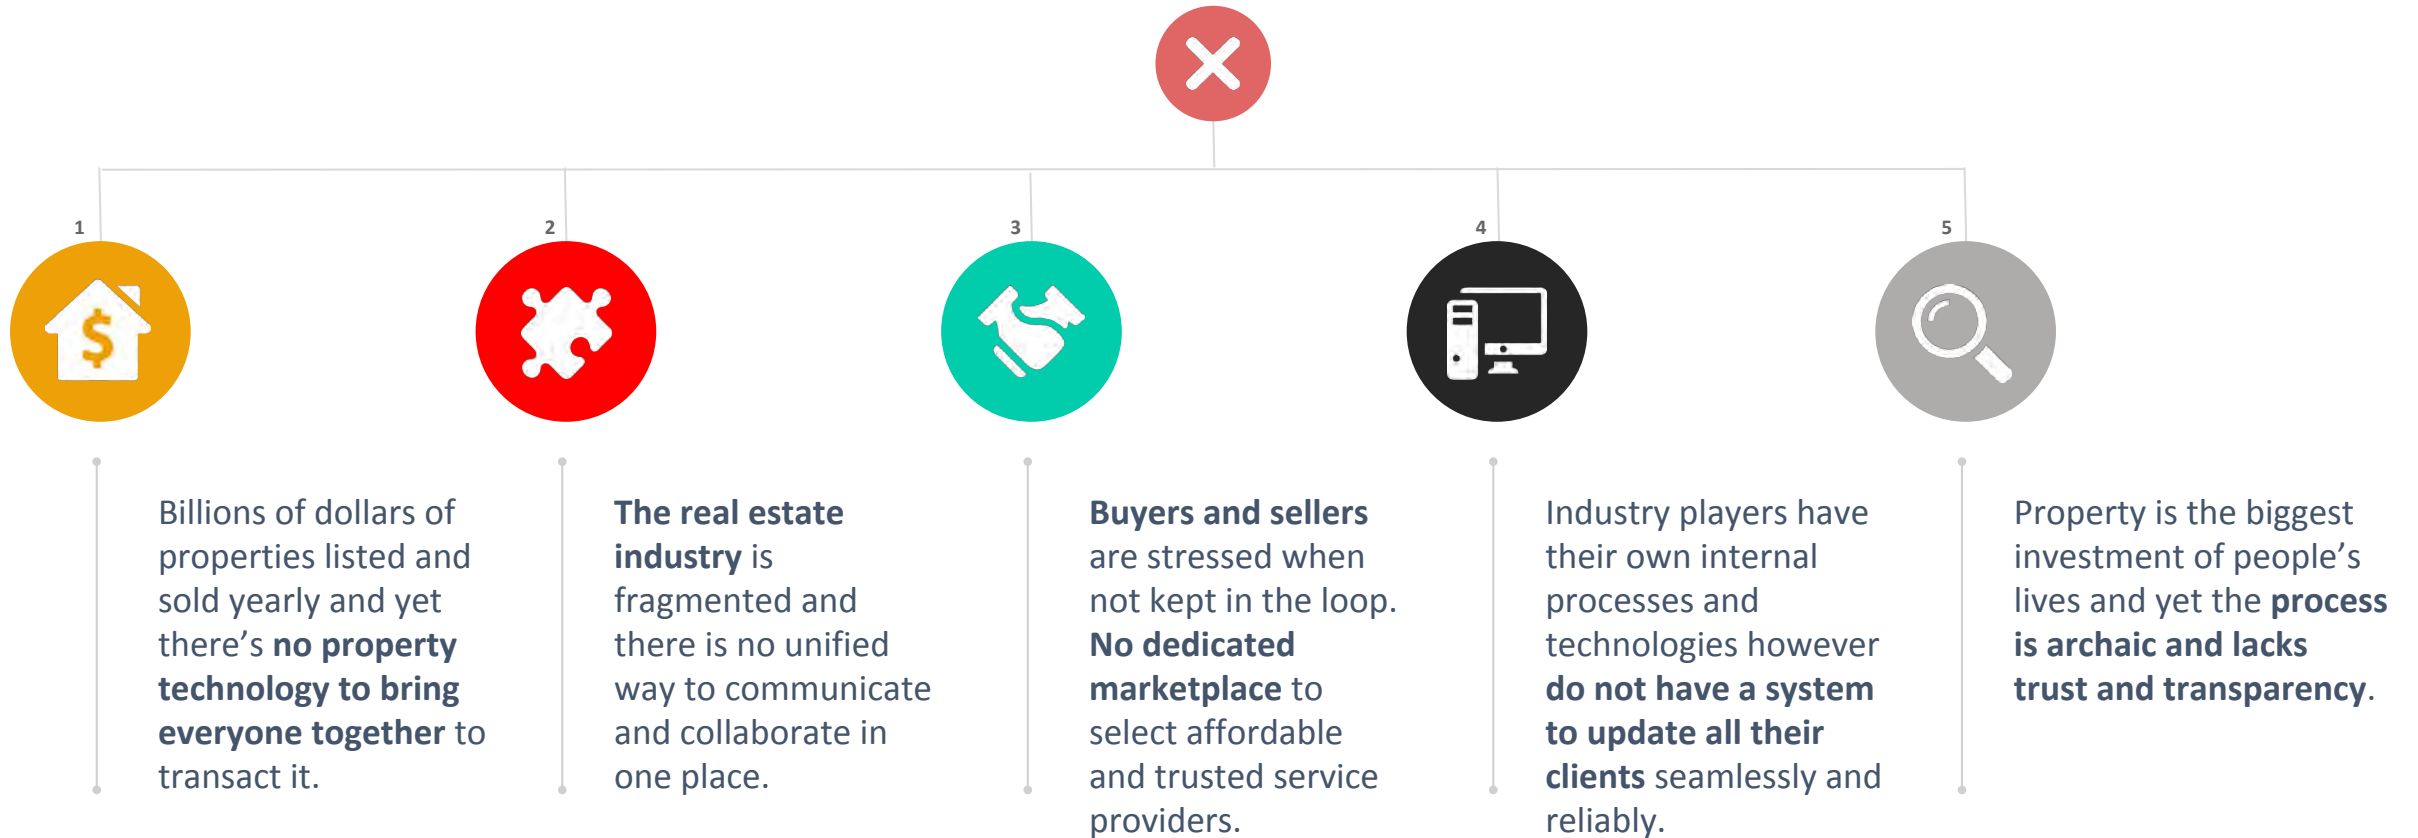 1
Billions of dollars of
properties listed and
sold yearly and yet
there’s no property
technology to bring
everyone together to
transact it.
2
The real estate
industry is
fragmented and
there is no unified
way to communicate
and collaborate in
one place.
3
Buyers and sellers
are stressed when
not kept in the loop.
No dedicated
marketplace to
select affordable
and trusted service
providers.
4
Industry players have
their own internal
processes and
technologies however
do not have a system
to update all their
clients seamlessly and
reliably.
5
Property is the biggest
investment of people’s
lives and yet the process
is archaic and lacks
trust and transparency.